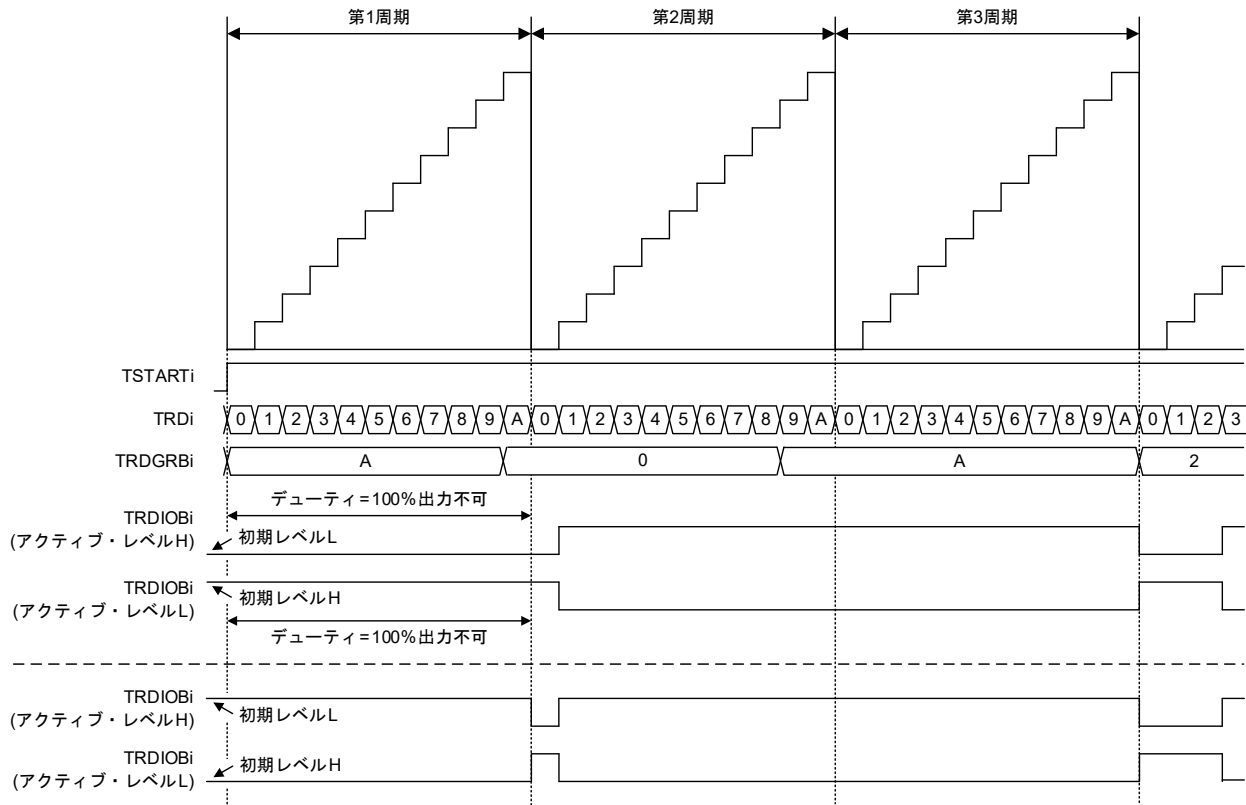 第1周期
第2周期
第3周期
TSTARTi
TRDi
0 1 2 3 4 5 6 7 8 9 A 0 1 2 3 4 5 6 7 8 9 A 0 1 2 3 4 5 6 7 8 9 A 0 1 2 3
TRDGRBi
A 0 A 2
デューティ=100%出力不可
TRDIOBi
(アクティブ・レベルH)
初期レベルL
TRDIOBi
(アクティブ・レベルL)
初期レベルH
デューティ=100%出力不可
TRDIOBi
(アクティブ・レベルH)
初期レベルL
TRDIOBi
(アクティブ・レベルL)
初期レベルH